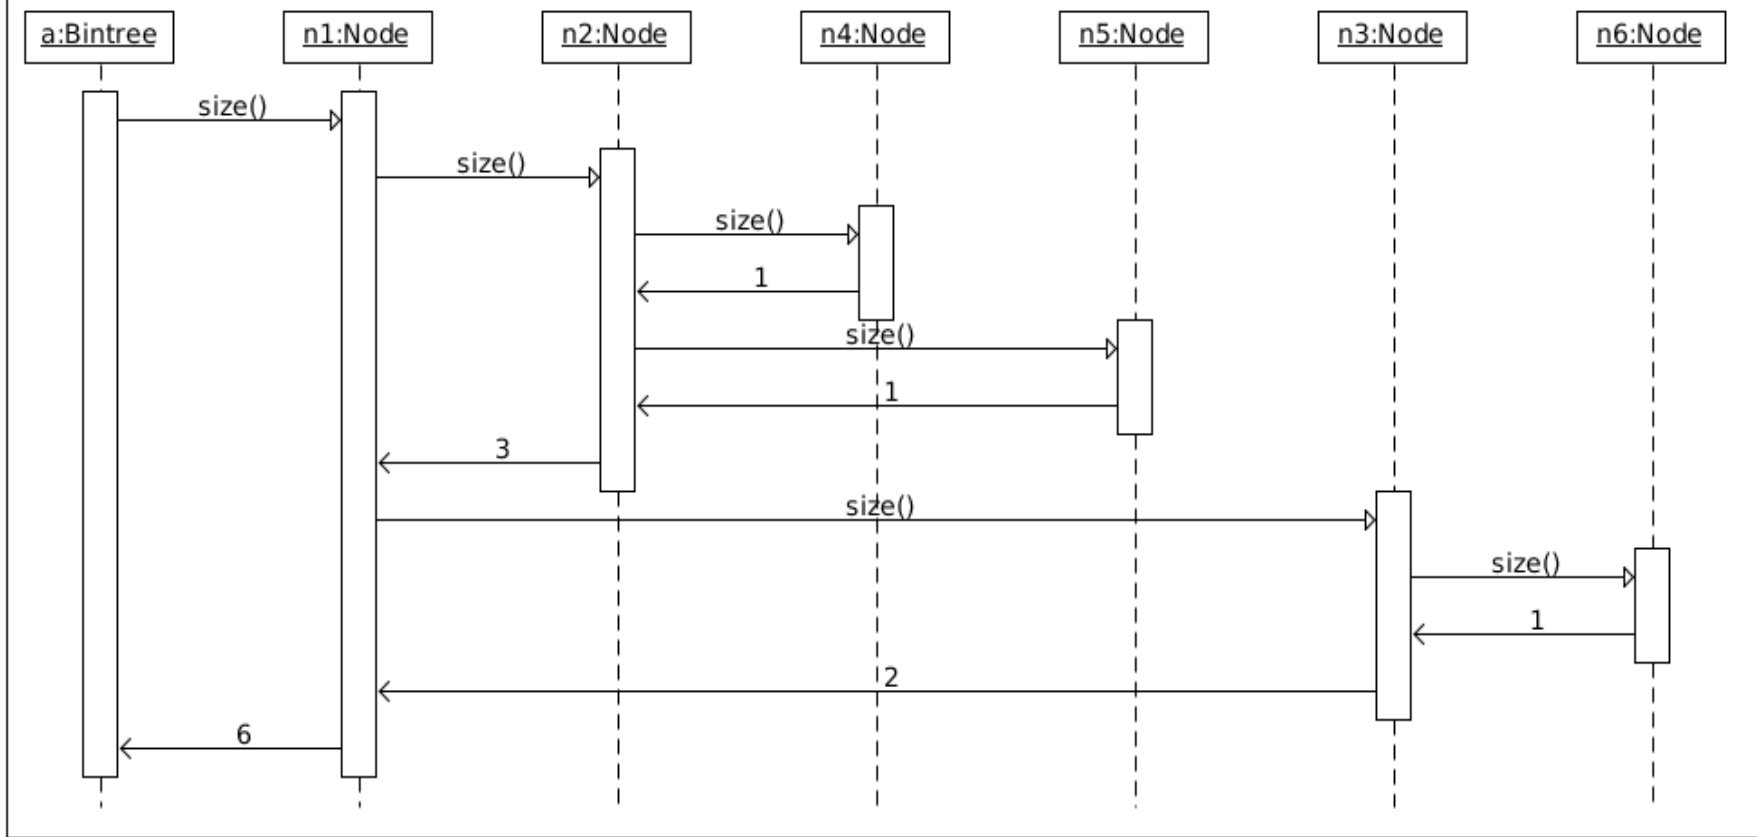 a:Bintree n1:Node n2:Node n4:Node n5:Node n3:Node n6:Node
size()
size()
size()
1
size()
1
3
size()
size()
1
2
6